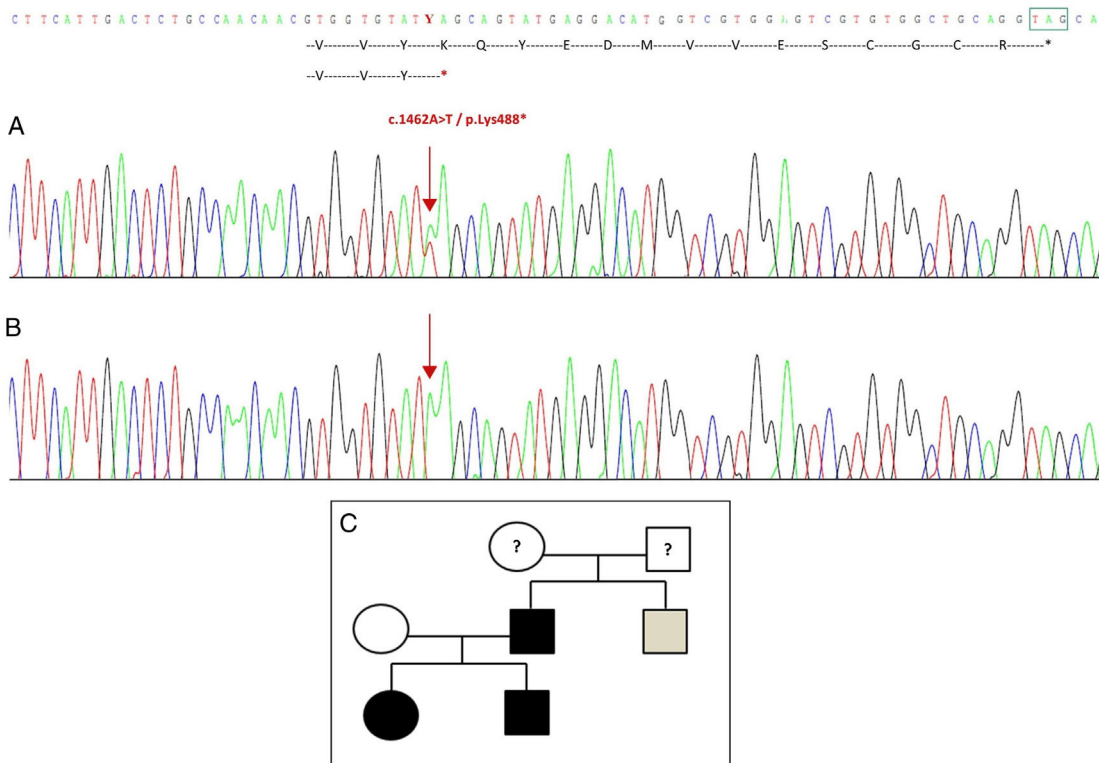 C T T C A T T G A C T C T G C C A A C A A C G T G G T G T A T Y A G C A G T A T G A G G A C A T G G T C G T G G A G T C G T G T G G C T G C A G G T A G C A
--V-------V------Y-------K-------Q-------Y-------E-------D------M------V------V--------E--------S-------C-------G------C-------R-------*
--V-------V------Y-------*
c.1462A>T / p.Lys488*
A
B
C
? ?